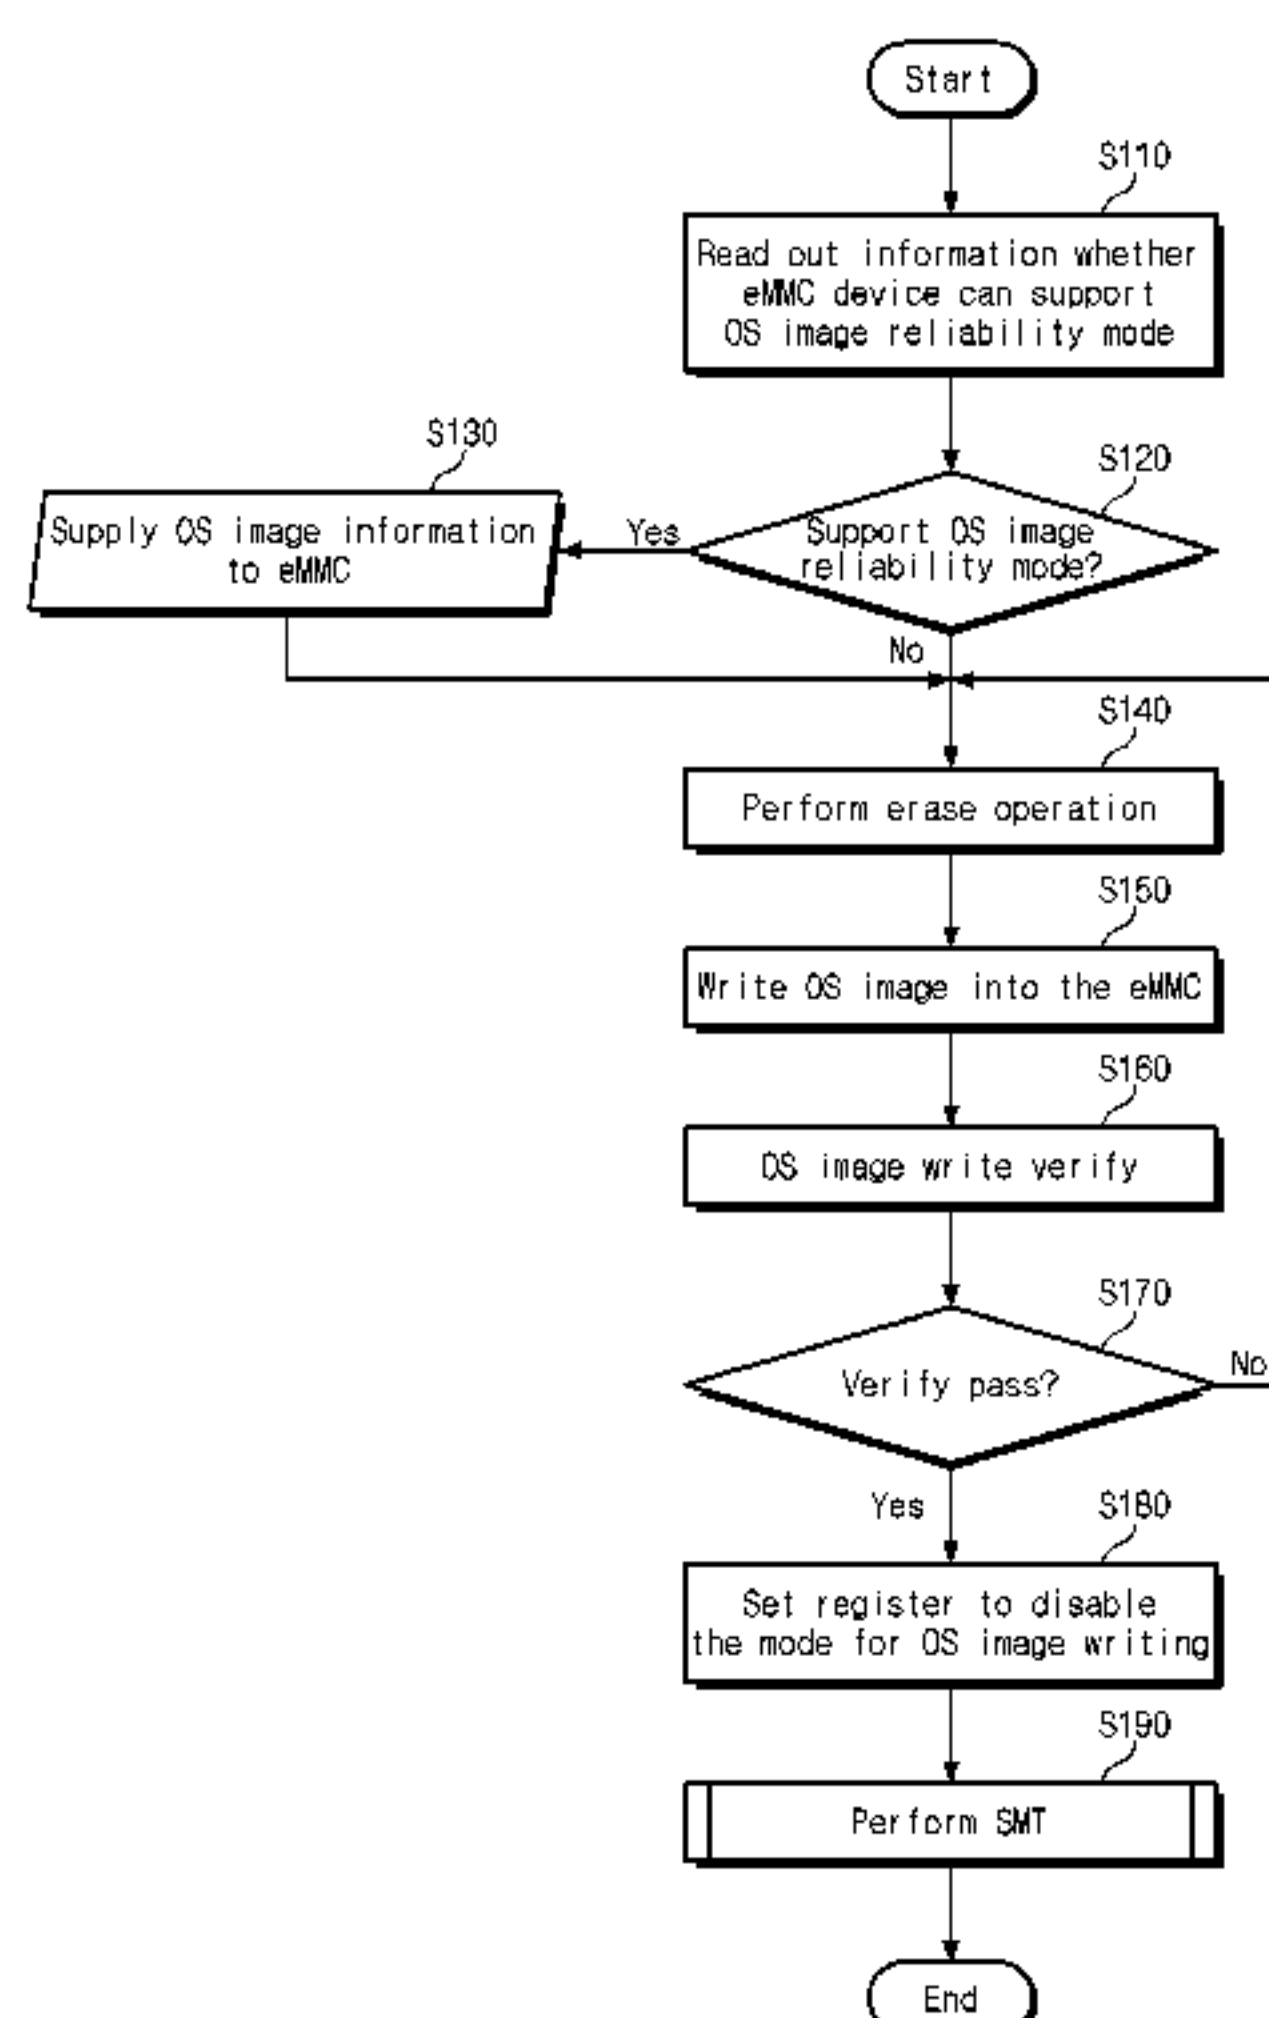 Start
S110
Read out information whether
eMMC device can support
OS image reliability mode
S130
S120
Supply OS image information
to eMMC
Yes
Support OS image
reliability mode?
No
S140
Perform erase operation
S150
Write OS image into the eMMC
S160
OS image write verify
S170
Verify pass?
No
Yes
S180
Set register to disable
the mode for OS image writing
S190
Perform SMT
End